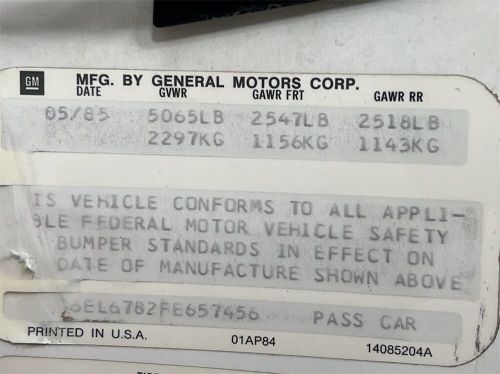 GM MFG. BY GENERAL MOTORS CORP.
DATE GVWR GAWR FRT GAWR RR
05/85 5065LB 2547LB 2518LB
2297KG 1156KG 1143KG
IS VEHICLE CONFORMS TO ALL APPLI-
BLE FEDERAL MOTOR VEHICLE SAFETY
BUMPER STANDARDS IN EFFECT ON
DATE OF MANUFACTURE SHOWN ABOVE
6EL6782FE657456 PASS CAR
PRINTED IN U.S.A. 01AP84 14085204A